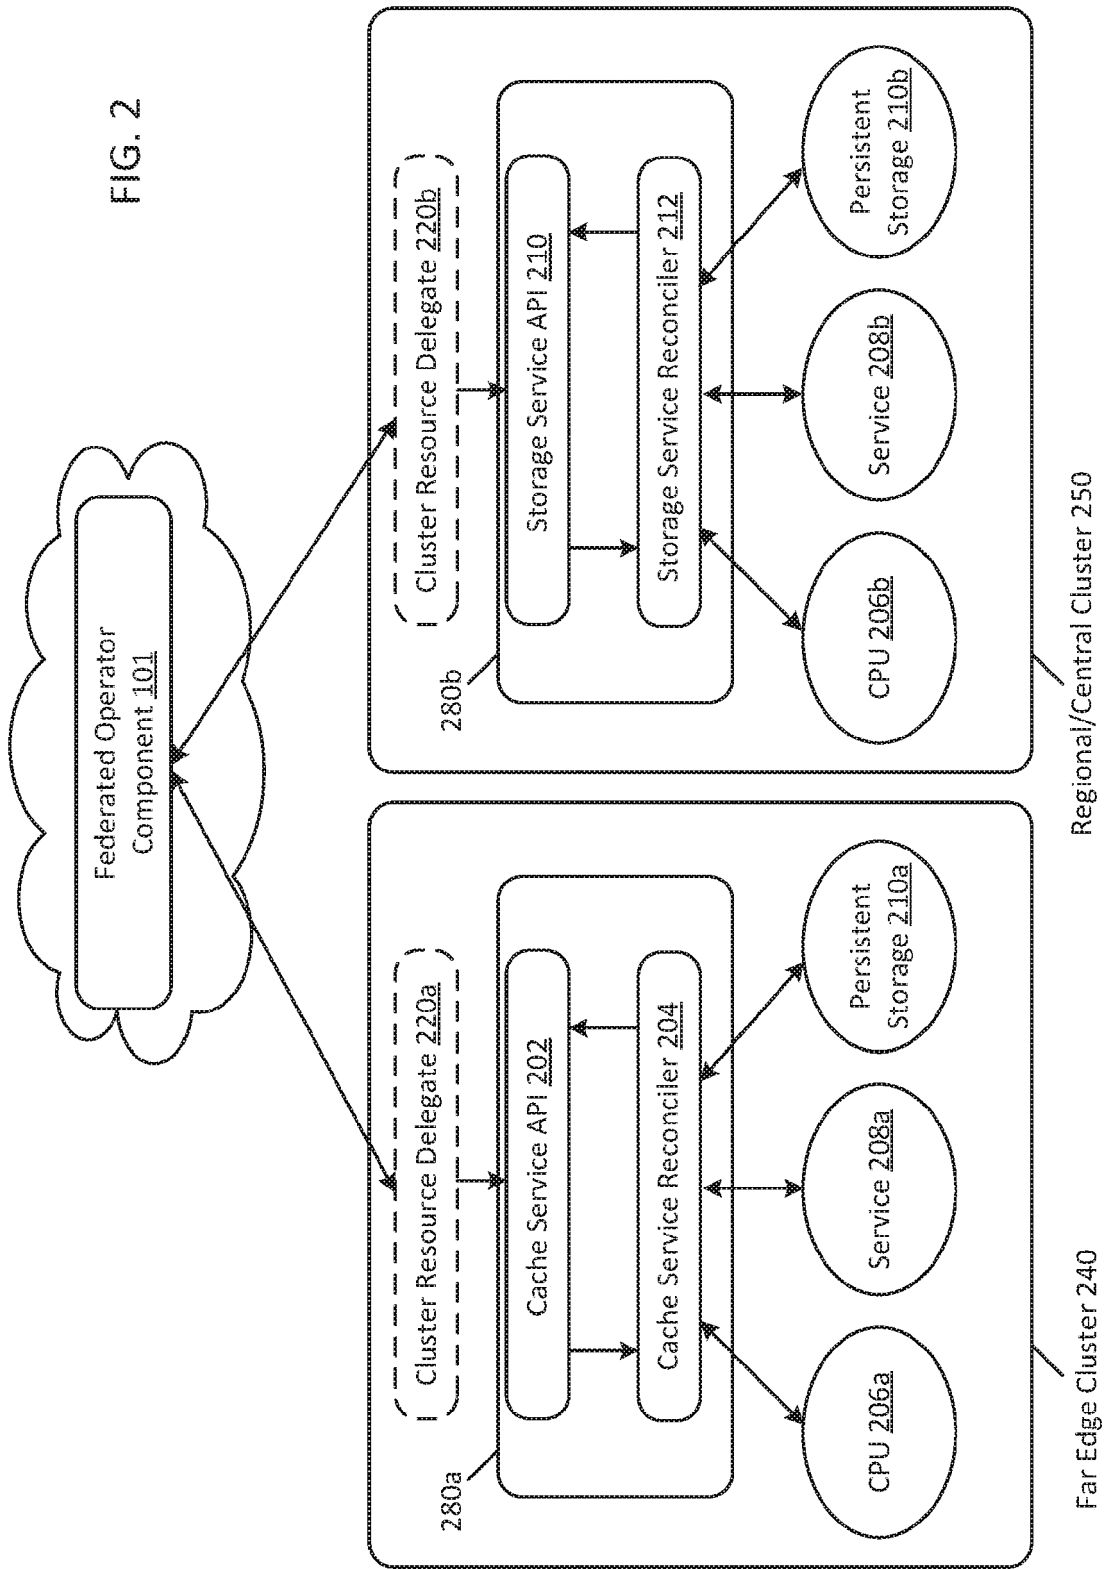 FIG. 2
Federated Operator
Component 101
Cluster Resource Delegate 220a
280a
Cache Service API 202
Cache Service Reconciler 204
CPU 206a
Service 208a
Persistent
Storage 210a
Far Edge Cluster 240
Cluster Resource Delegate 220b
280b
Storage Service API 210
Storage Service Reconciler 212
CPU 206b
Service 208b
Persistent
Storage 210b
Regional/Central Cluster 250